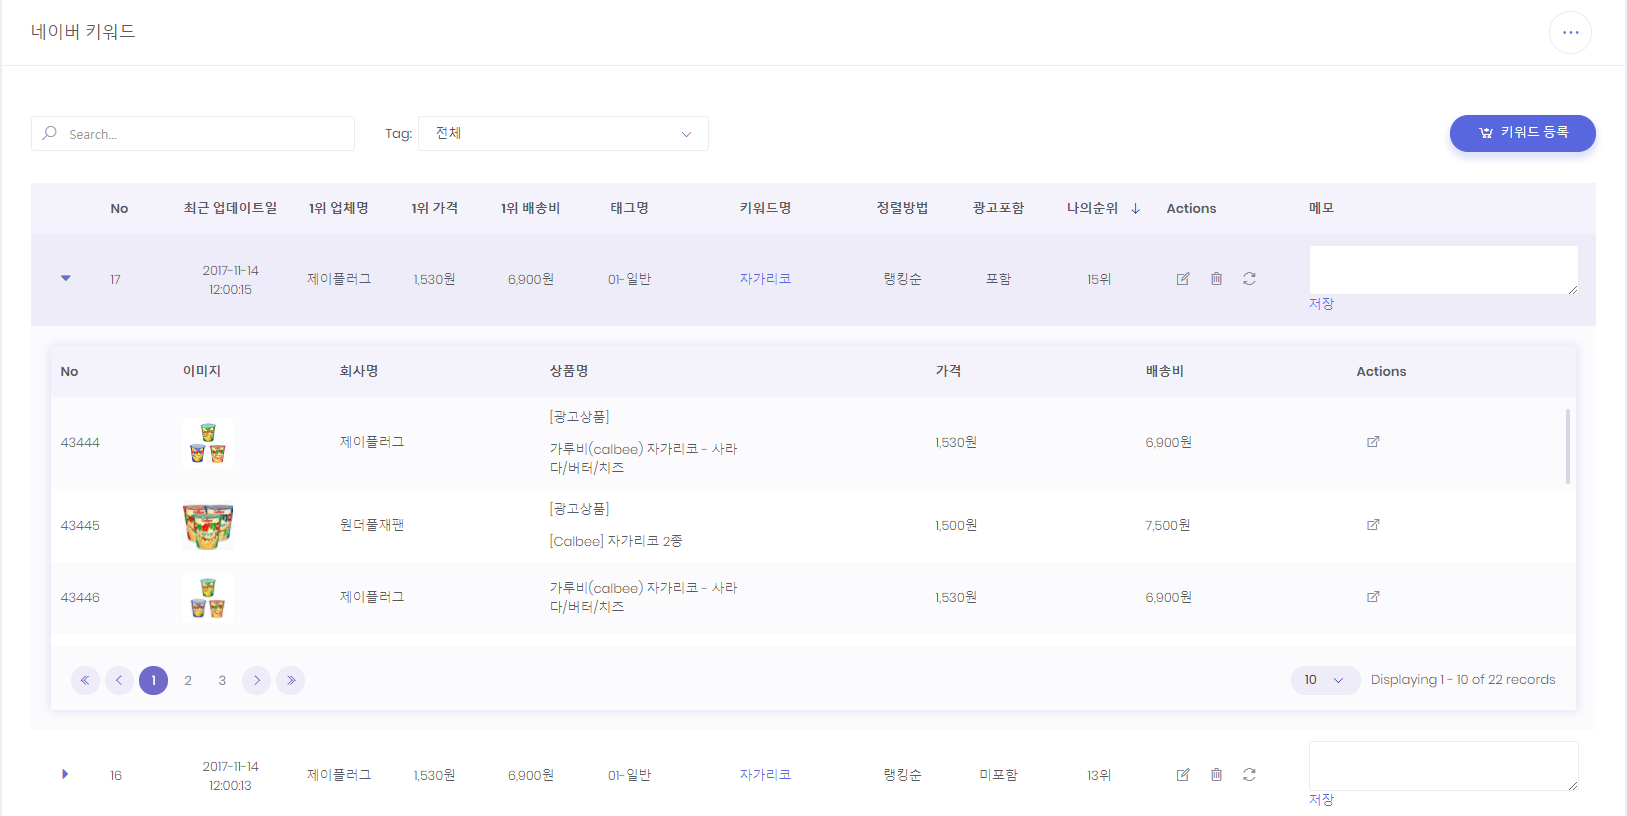 네이버 키워드
Search...
Tag:
전체
키워드 등록
No 최근 업데이트일 1위 업체명 1위 가격 1위 배송비 태그명 키워드명 정렬방법 광고포함 나의순위 Actions 메모
17 2017-11-14 12:00:15 제이플러그 1,530원 6,900원 01-일반 자가리코 랭킹순 포함 15위
저장
No 이미지 회사명 상품명 가격 배송비 Actions
43444 제이플러그 [광고상품] 가루비(calbee) 자가리코 - 사라다/버터/치즈 1,530원 6,900원
43445 원더풀재팬 [광고상품] [Calbee] 자가리코 2종 1,500원 7,500원
43446 제이플러그 가루비(calbee) 자가리코 - 사라다/버터/치즈 1,530원 6,900원
1 2 3
10 Displaying 1 - 10 of 22 records
16 2017-11-14 12:00:13 제이플러그 1,530원 6,900원 01-일반 자가리코 랭킹순 미포함 13위
저장